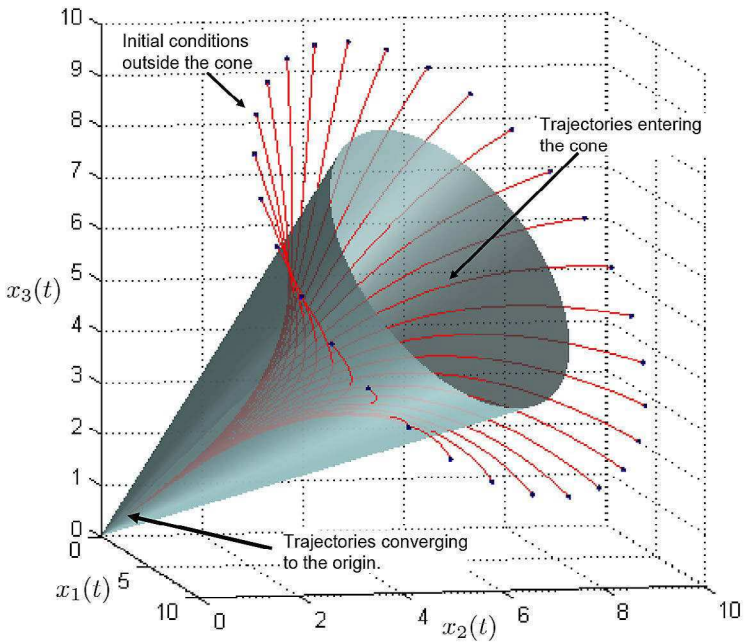 10
9
8
7
6
5
4
3
2
1
0
x₃(t)
Initial conditions
outside the cone
Trajectories entering
the cone
Trajectories converging
to the origin.
0
5
10
x₁(t)
0
2
4
6
8
10
x₂(t)